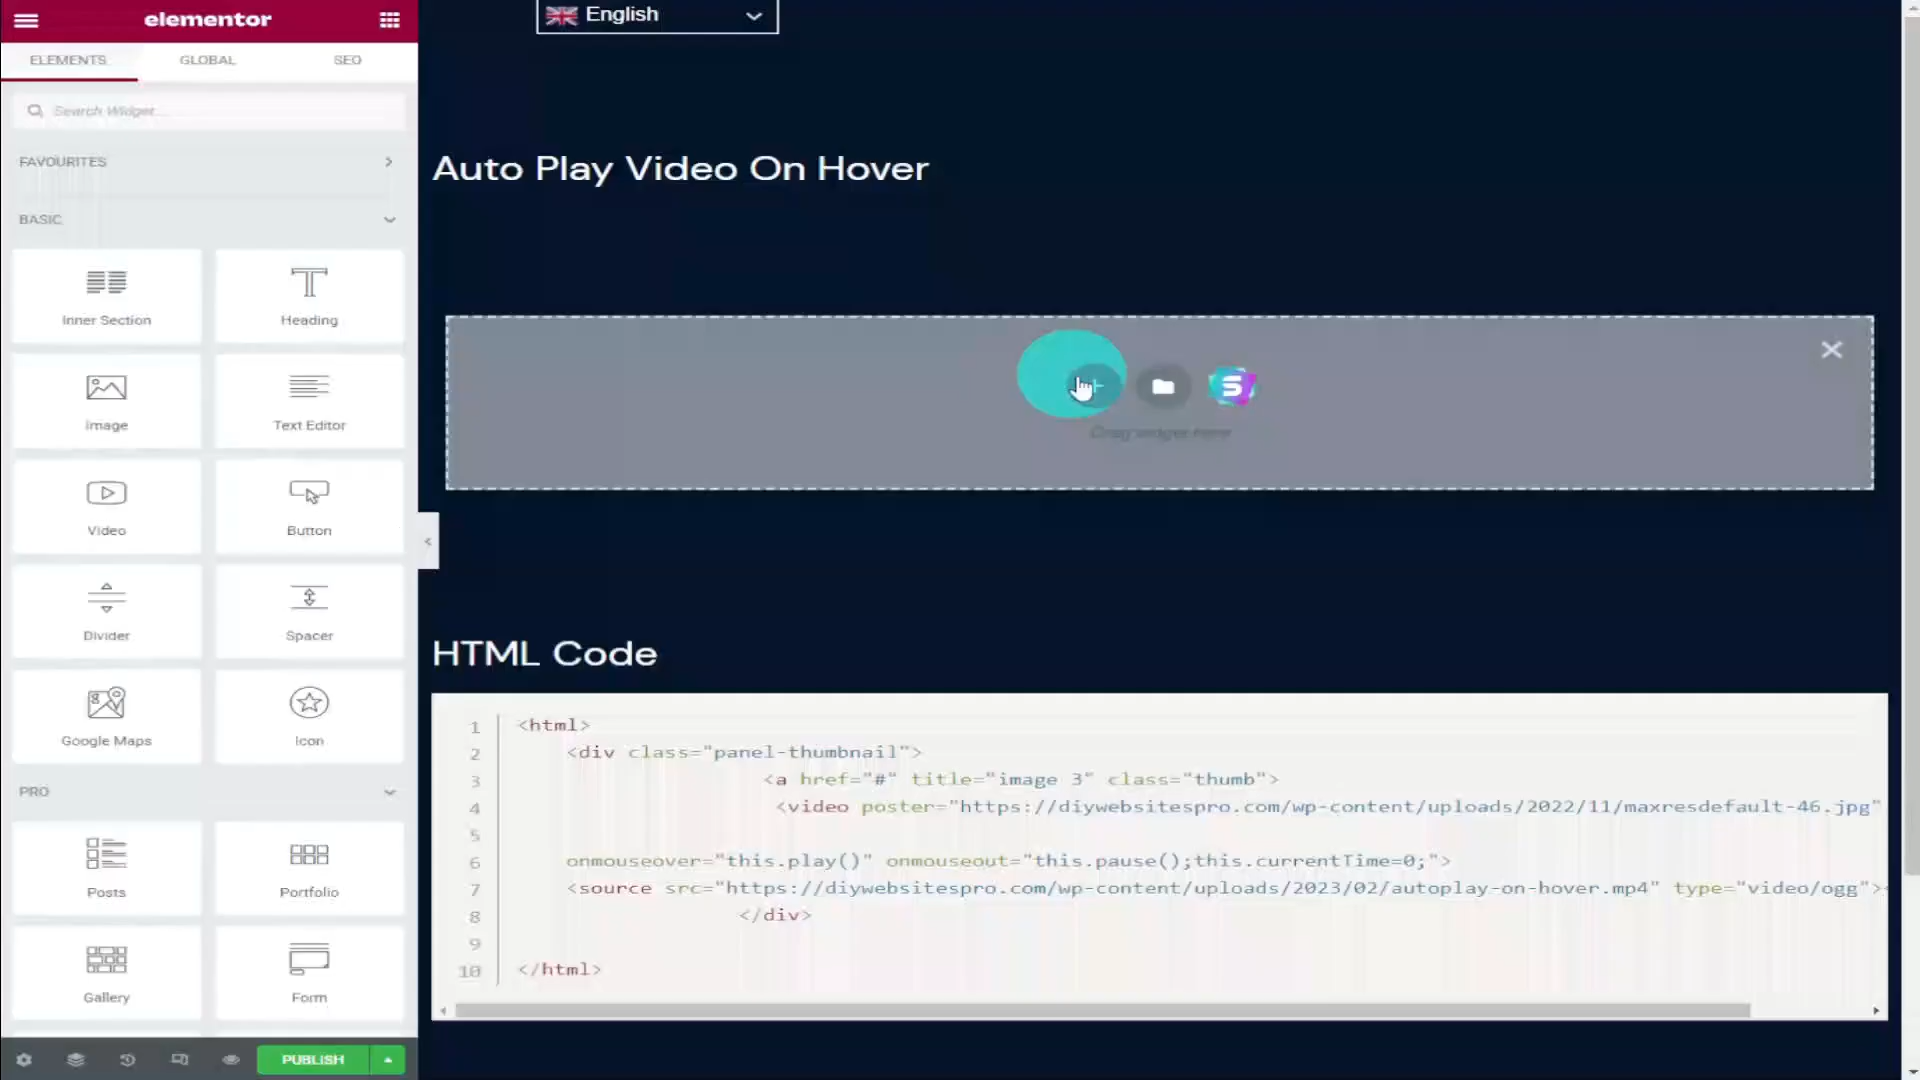 elementor
ELEMENTS GLOBAL SEO
Search Widget...
FAVOURITES
BASIC
Inner Section Heading
Image Text Editor
Video Button
Divider Spacer
Google Maps Icon
PRO
Posts Portfolio
Gallery Form
PUBLISH
English
Auto Play Video On Hover
S
Drag widget here
HTML Code
1 <html>
2 <div class="panel-thumbnail">
3 <a href="#" title="image 3" class="thumb">
4 <video poster="https://diywebsitespro.com/wp-content/uploads/2022/11/maxresdefault-46.jpg"
5
6 onmouseover="this.play()" onmouseout="this.pause();this.currentTime=0;">
7 <source src="https://diywebsitespro.com/wp-content/uploads/2023/02/autoplay-on-hover.mp4" type="video/ogg"><
8 </div>
9
10 </html>